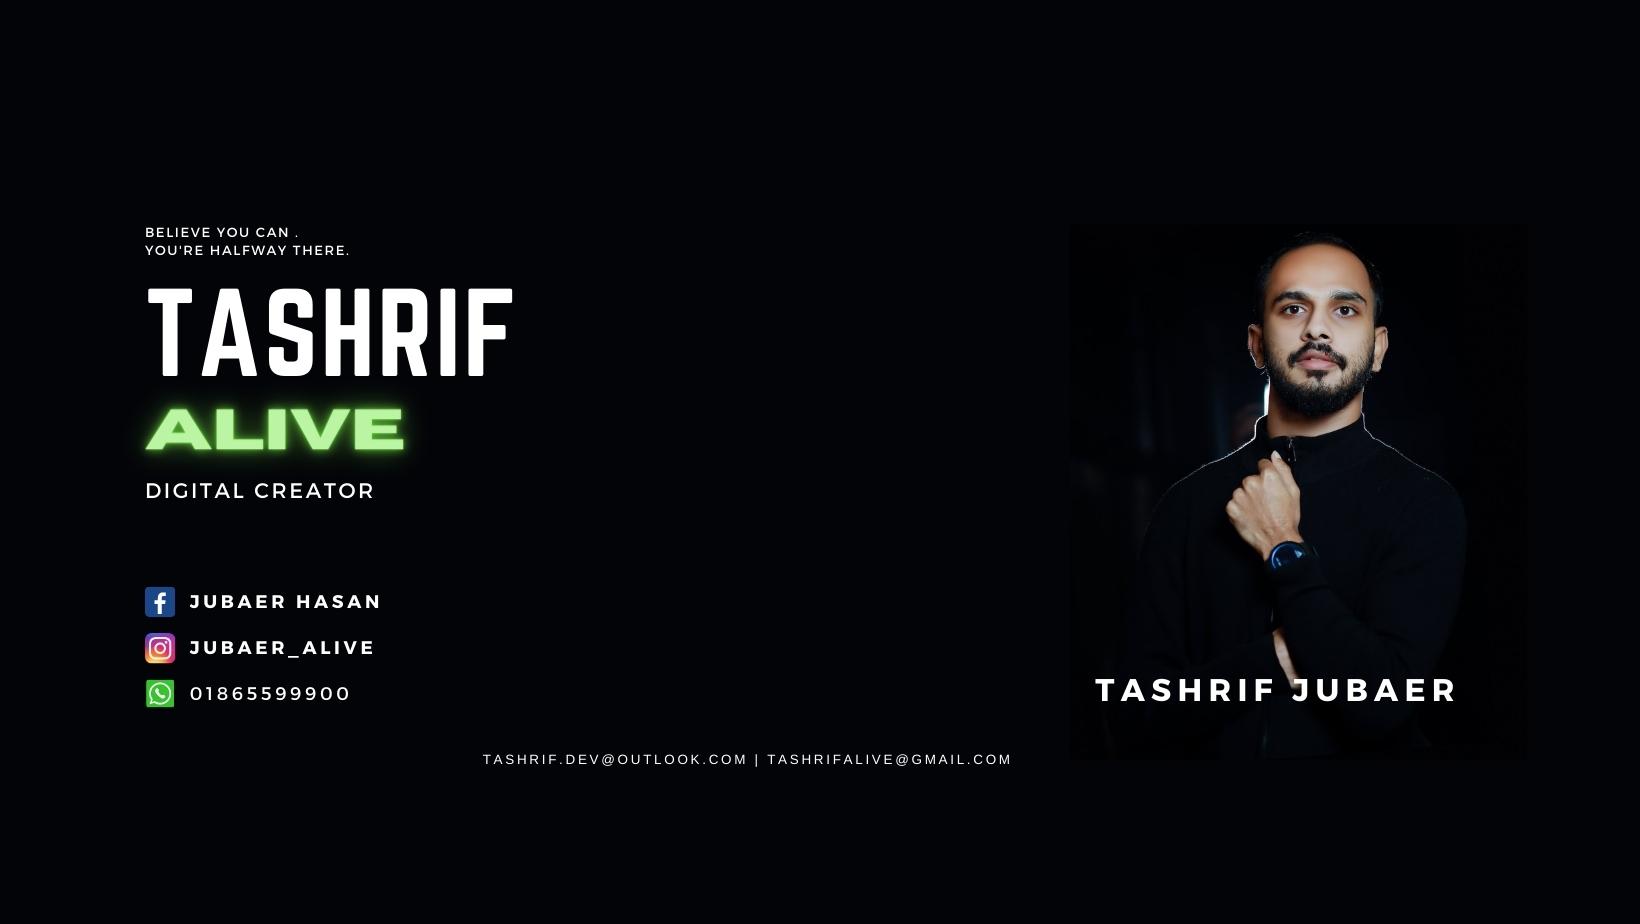 BELIEVE YOU CAN .
YOU'RE HALFWAY THERE.
TASHRIF
ALIVE
DIGITAL CREATOR
JUBAER HASAN
JUBAER_ALIVE
01865599900
TASHRIF JUBAER
TASHRIF.DEV@OUTLOOK.COM | TASHRIFALIVE@GMAIL.COM